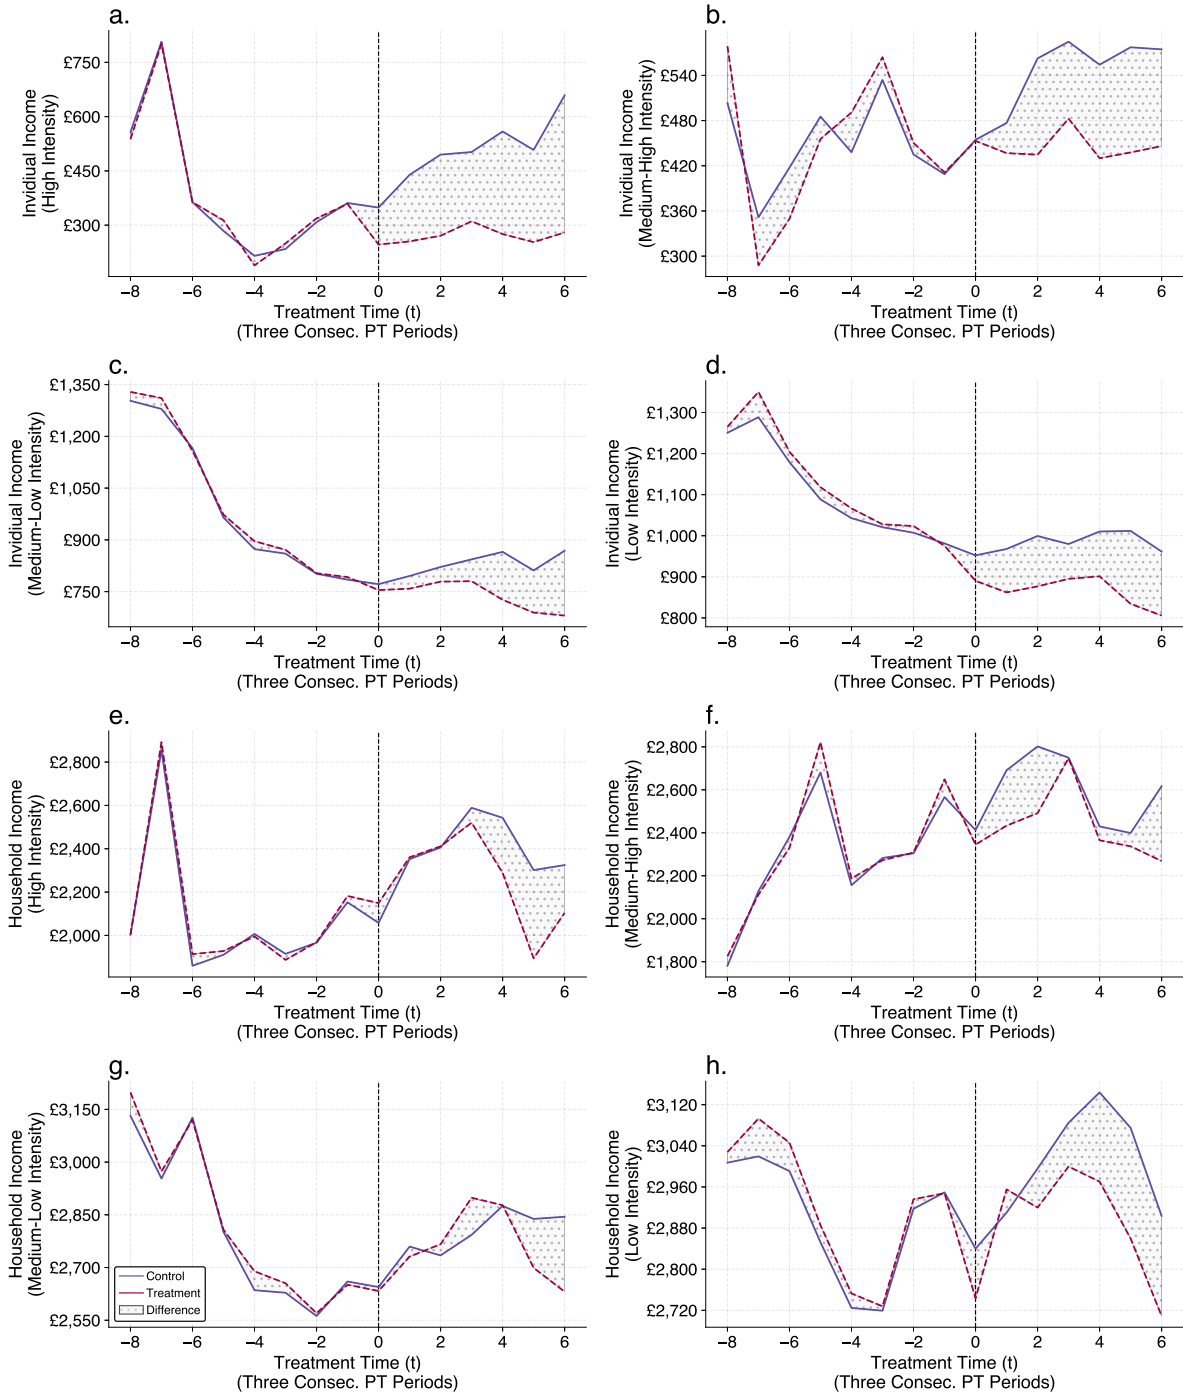 a.
Invidiual Income
(High Intensity)
£750
£600
£450
£300
−8 −6 −4 −2 0 2 4 6
Treatment Time (t)
(Three Consec. PT Periods)
b.
Invidiual Income
(Medium-High Intensity)
£540
£480
£420
£360
£300
−8 −6 −4 −2 0 2 4 6
Treatment Time (t)
(Three Consec. PT Periods)
c.
Invidiual Income
(Medium-Low Intensity)
£1,350
£1,200
£1,050
£900
£750
−8 −6 −4 −2 0 2 4 6
Treatment Time (t)
(Three Consec. PT Periods)
d.
Invidiual Income
(Low Intensity)
£1,300
£1,200
£1,100
£1,000
£900
£800
−8 −6 −4 −2 0 2 4 6
Treatment Time (t)
(Three Consec. PT Periods)
e.
Household Income
(High Intensity)
£2,800
£2,600
£2,400
£2,200
£2,000
−8 −6 −4 −2 0 2 4 6
Treatment Time (t)
(Three Consec. PT Periods)
f.
Household Income
(Medium-High Intensity)
£2,800
£2,600
£2,400
£2,200
£2,000
£1,800
−8 −6 −4 −2 0 2 4 6
Treatment Time (t)
(Three Consec. PT Periods)
g.
Household Income
(Medium-Low Intensity)
£3,150
£3,000
£2,850
£2,700
£2,550
Control
Treatment
Difference
−8 −6 −4 −2 0 2 4 6
Treatment Time (t)
(Three Consec. PT Periods)
h.
Household Income
(Low Intensity)
£3,120
£3,040
£2,960
£2,880
£2,800
£2,720
−8 −6 −4 −2 0 2 4 6
Treatment Time (t)
(Three Consec. PT Periods)